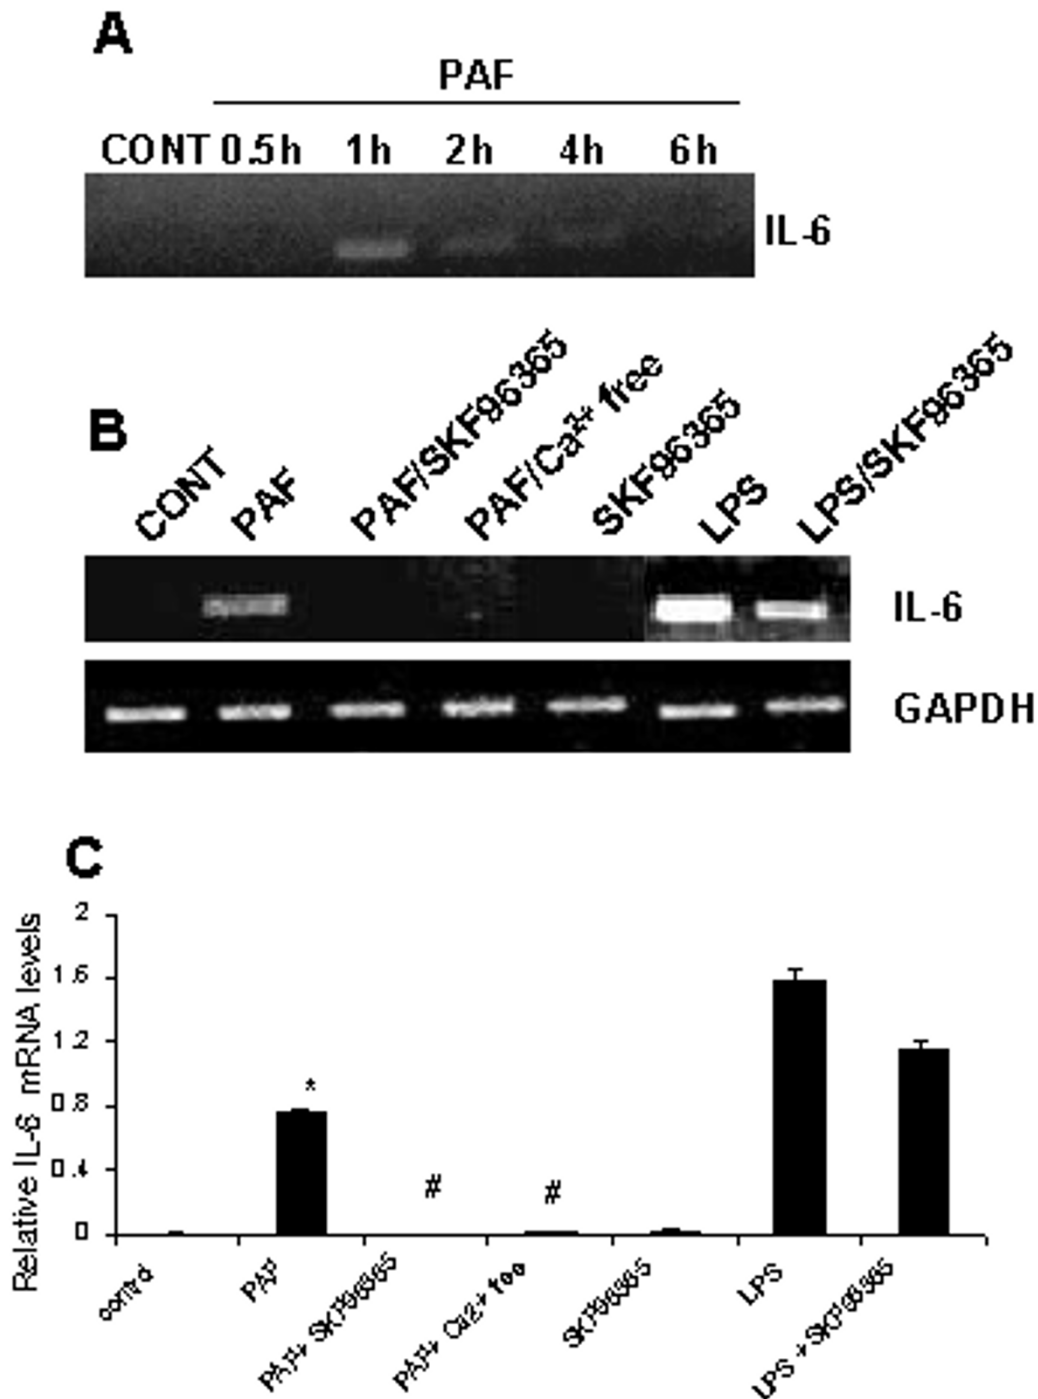 A
PAF
CONT 0.5h 1h 2h 4h 6h
IL-6
B
CONT PAF PAF/SKF96365 PAF/Ca²⁺ free SKF96365 LPS LPS/SKF96365
IL-6
GAPDH
C
Relative IL-6 mRNA levels
2
1.6
1.2
0.8
0.4
0
*
#
#
control PAF PAF+ SKF96365 PAF+ Ca2+ free SKF96365 LPS LPS +SKF96365